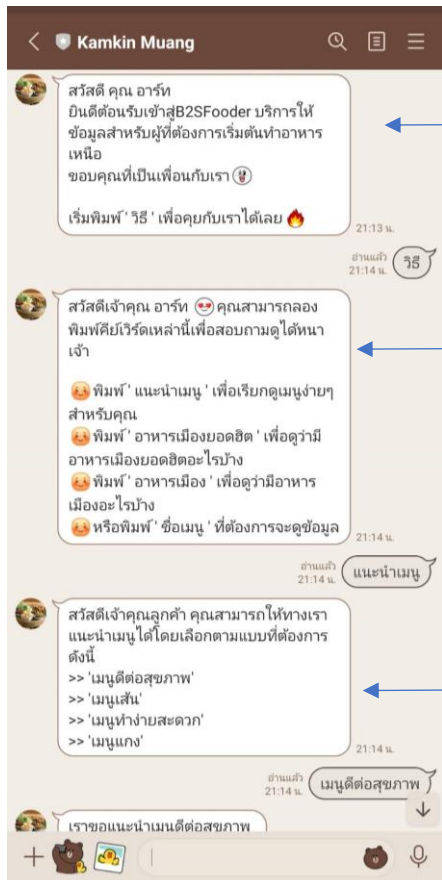 Kamkin Muang
สวัสดี คุณ อาร์ท
ยินดีต้อนรับเข้าสู่B2SFooder บริการให้
ข้อมูลสำหรับผู้ที่ต้องการเริ่มต้นทำอาหาร
เหนือ
ขอบคุณที่เป็นเพื่อนกับเรา
เริ่มพิมพ์ ' วิธี ' เพื่อคุยกับเราได้เลย
21:13 น.
อ่านแล้ว
21:14 น.
วิธี
สวัสดีเจ้าคุณ อาร์ท คุณสามารถลอง
พิมพ์คีย์เวิร์ดเหล่านี้เพื่อสอบถามดูได้หนา
เจ้า
พิมพ์ ' แนะนำเมนู ' เพื่อเรียกดูเมนูง่ายๆ
สำหรับคุณ
พิมพ์ ' อาหารเมืองยอดฮิต ' เพื่อดูว่ามี
อาหารเมืองยอดฮิตอะไรบ้าง
พิมพ์ ' อาหารเมือง ' เพื่อดูว่ามีอาหาร
เมืองอะไรบ้าง
หรือพิมพ์ ' ชื่อเมนู ' ที่ต้องการจะดูข้อมูล
21:14 น.
อ่านแล้ว
21:14 น.
แนะนำเมนู
สวัสดีเจ้าคุณลูกค้า คุณสามารถให้ทางเรา
แนะนำเมนูได้โดยเลือกตามแบบที่ต้องการ
ดังนี้
>> 'เมนูดีต่อสุขภาพ'
>> 'เมนูเส้น'
>> 'เมนูทำง่ายสะดวก'
>> 'เมนูแกง'
21:14 น.
อ่านแล้ว
21:14 น.
เมนูดีต่อสุขภาพ
เราขอแนะนำเมนูดีต่อสุขภาพ